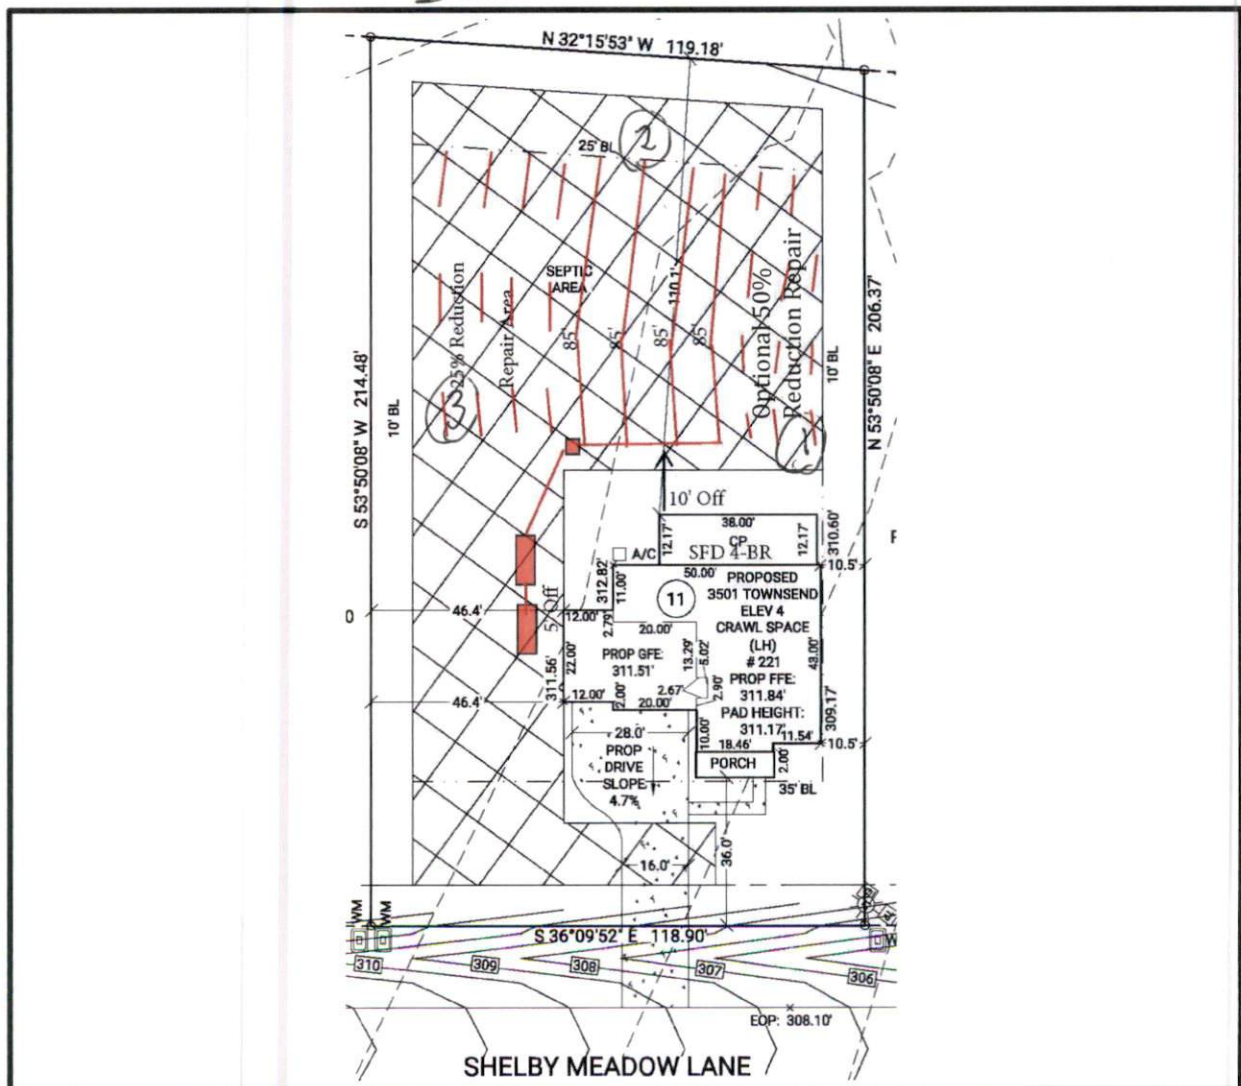 N 32°15'53" W 119.18'
2
25' BL
SEPTIC
AREA
110.1'
25% Reduction
Repair Area
85'
85'
85'
85'
Optional 50%
Reduction Repair
3
1
S 53°50'08" W 214.48'
10' BL
10' BL
N 53°50'08" E 206.37'
10' Off
38.00'
12.17'
CP
12.17'
310.60'
A/C
SFD 4-BR
10.5'
50.00'
312.82'
11.00'
11
PROPOSED
3501 TOWNSEND
ELEV 4
CRAWL SPACE
(LH)
# 221
PROP FFE:
311.84'
PAD HEIGHT:
311.17'
5' Off
46.4'
12.00'
2.79'
20.00'
PROP GFE:
311.51'
13.29'
5.02'
43.00'
22.00'
311.56'
2.67'
2.90'
46.4'
12.00'
2.00'
20.00'
309.17'
28.0'
10.00'
18.46'
11.54'
10.5'
PROP
DRIVE
SLOPE
4.7%
PORCH
2.00'
35' BL
16.0'
36.0'
WM
WM
S 36°09'52" E 118.90'
310
309
308
307
306
EOP: 308.10'
SHELBY MEADOW LANE